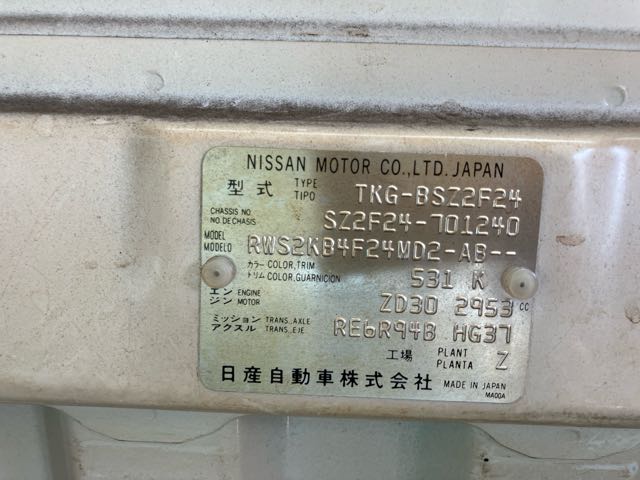 NISSAN MOTOR CO.,LTD. JAPAN
型式 TYPE TIPO TKG-BSZ2F24
CHASSIS NO. NO. DE CHASIS SZ2F24-701240
MODEL MODELO RWS2KB4F24MD2-AB--
カラー COLOR,TRIM トリム COLOR,GUARNICION 531 K
エンジン ENGINE MOTOR ZD30 2953 CC
ミッション TRANS.,AXLE アクスル TRANS.,EJE RE6R94B HG37
工場 PLANT PLANTA Z
日産自動車株式会社 MADE IN JAPAN
MA00A